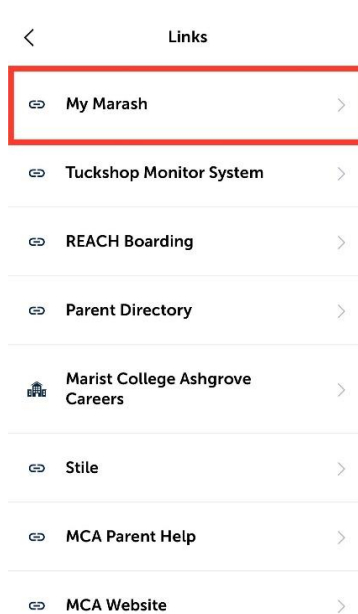 Links
My Marash
Tuckshop Monitor System
REACH Boarding
Parent Directory
Marist College Ashgrove
Careers
Stile
MCA Parent Help
MCA Website